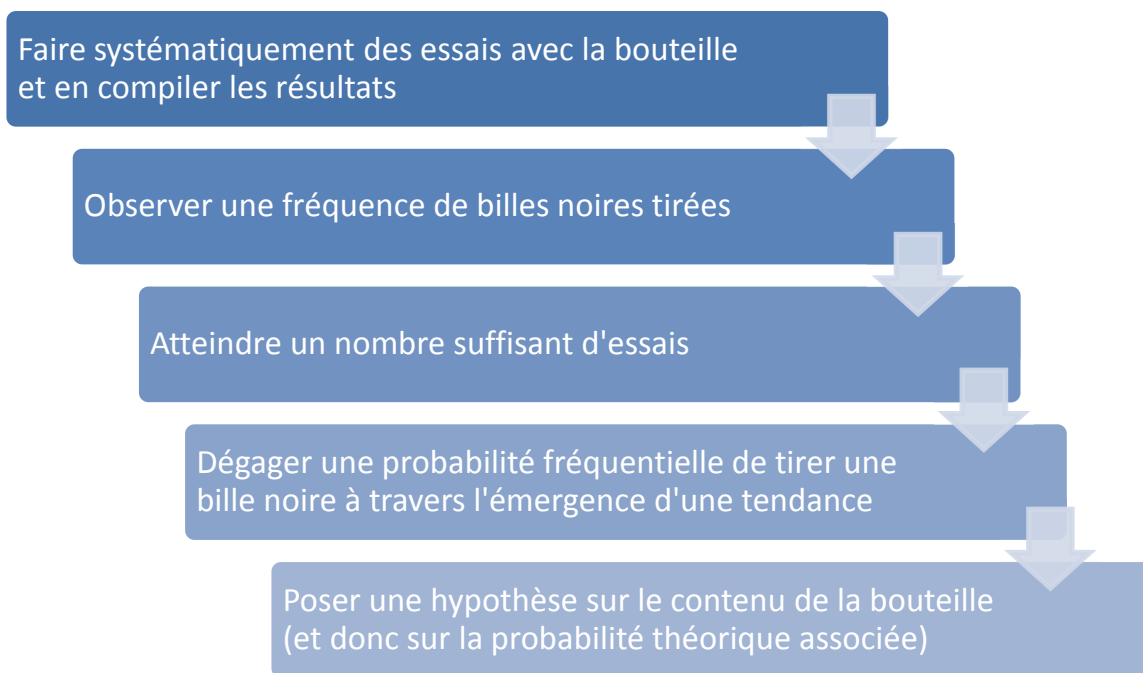 Faire systématiquement des essais avec la bouteille
et en compiler les résultats
Observer une fréquence de billes noires tirées
Atteindre un nombre suffisant d'essais
Dégager une probabilité fréquentielle de tirer une
bille noire à travers l'émergence d'une tendance
Poser une hypothèse sur le contenu de la bouteille
(et donc sur la probabilité théorique associée)